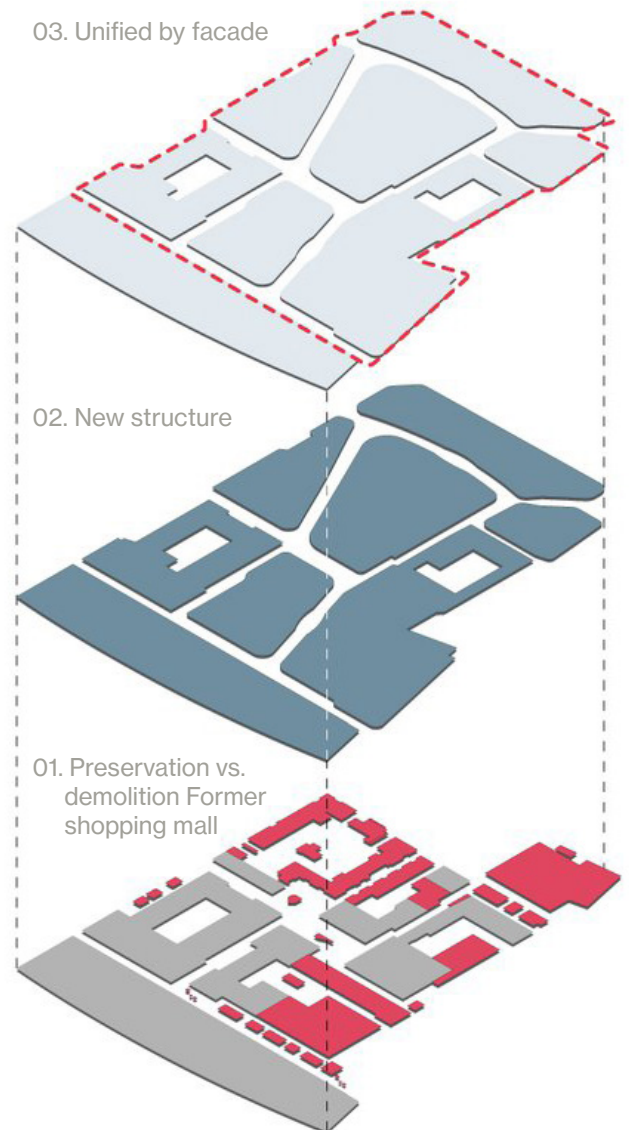 03. Unified by facade
02. New structure
01. Preservation vs.
demolition Former
shopping mall